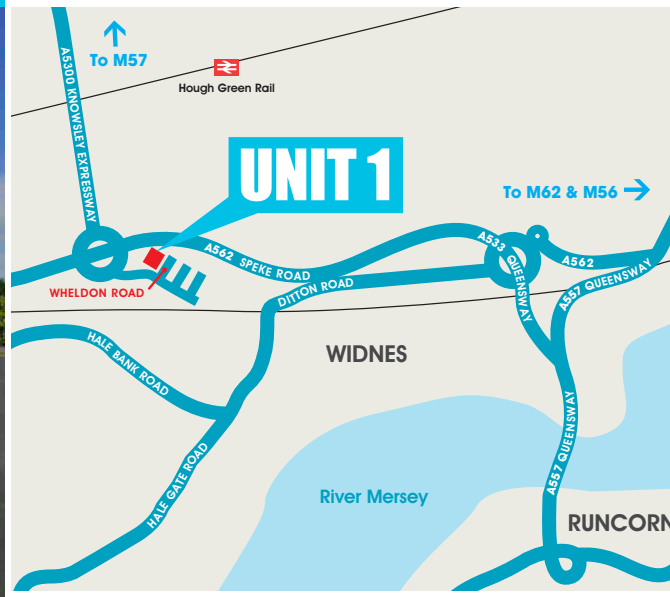 To M57
A5300 KNOWSLEY EXPRESSWAY
Hough Green Rail
UNIT 1
To M62 & M56
A562 SPEKE ROAD
A533 QUEENSWAY
A562
A557 QUEENSWAY
WHELDON ROAD
DITTON ROAD
HALE BANK ROAD
WIDNES
A557 QUEENSWAY
HALE GATE ROAD
River Mersey
RUNCORN